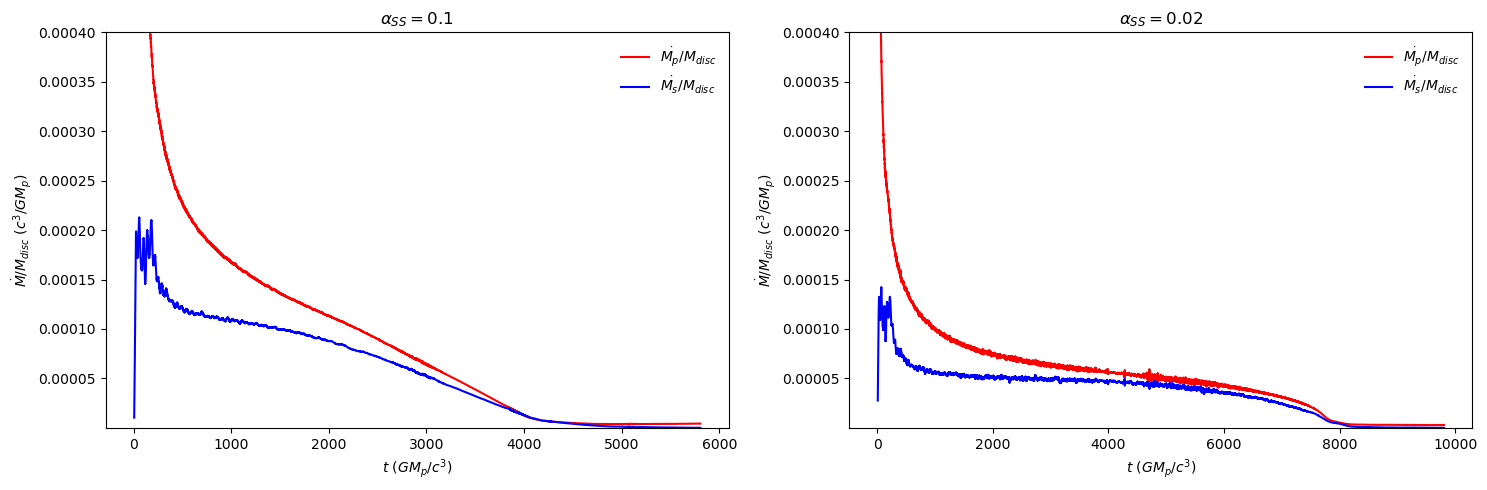 α_SS = 0.1
0.00040
0.00035
0.00030
0.00025
0.00020
0.00015
0.00010
0.00005
Ṁ/M_disc (c³/GM_p)
Ṁ_p/M_disc
Ṁ_s/M_disc
0 1000 2000 3000 4000 5000 6000
t (GM_p/c³)
α_SS = 0.02
0.00040
0.00035
0.00030
0.00025
0.00020
0.00015
0.00010
0.00005
Ṁ/M_disc (c³/GM_p)
Ṁ_p/M_disc
Ṁ_s/M_disc
0 2000 4000 6000 8000 10000
t (GM_p/c³)